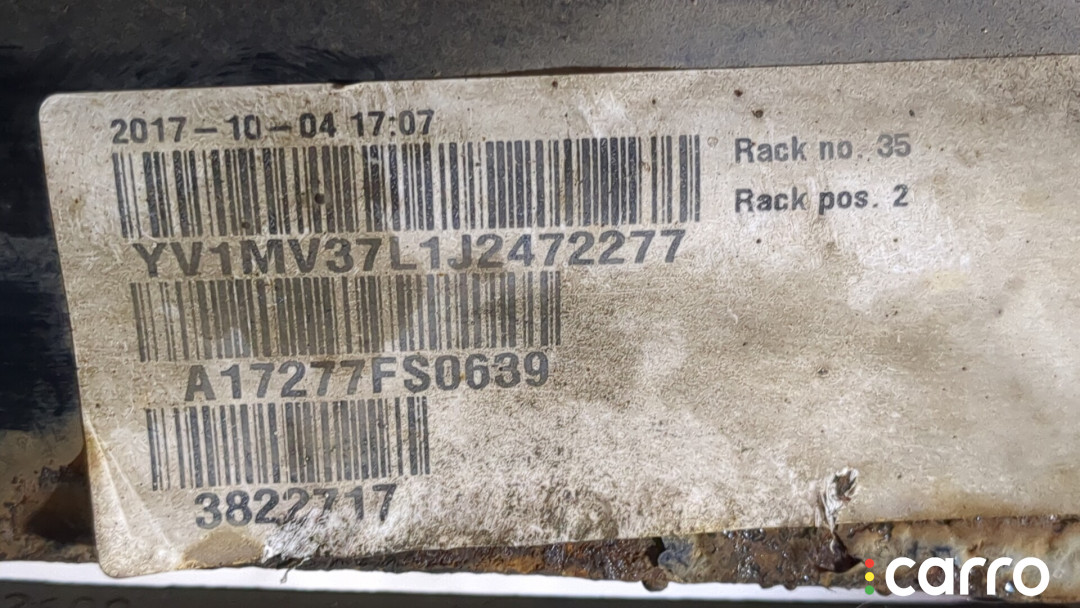 2017-10-04 17:07
Rack no. 35
Rack pos. 2
YV1MV37L1J2472277
A17277FS0639
3822717
carro